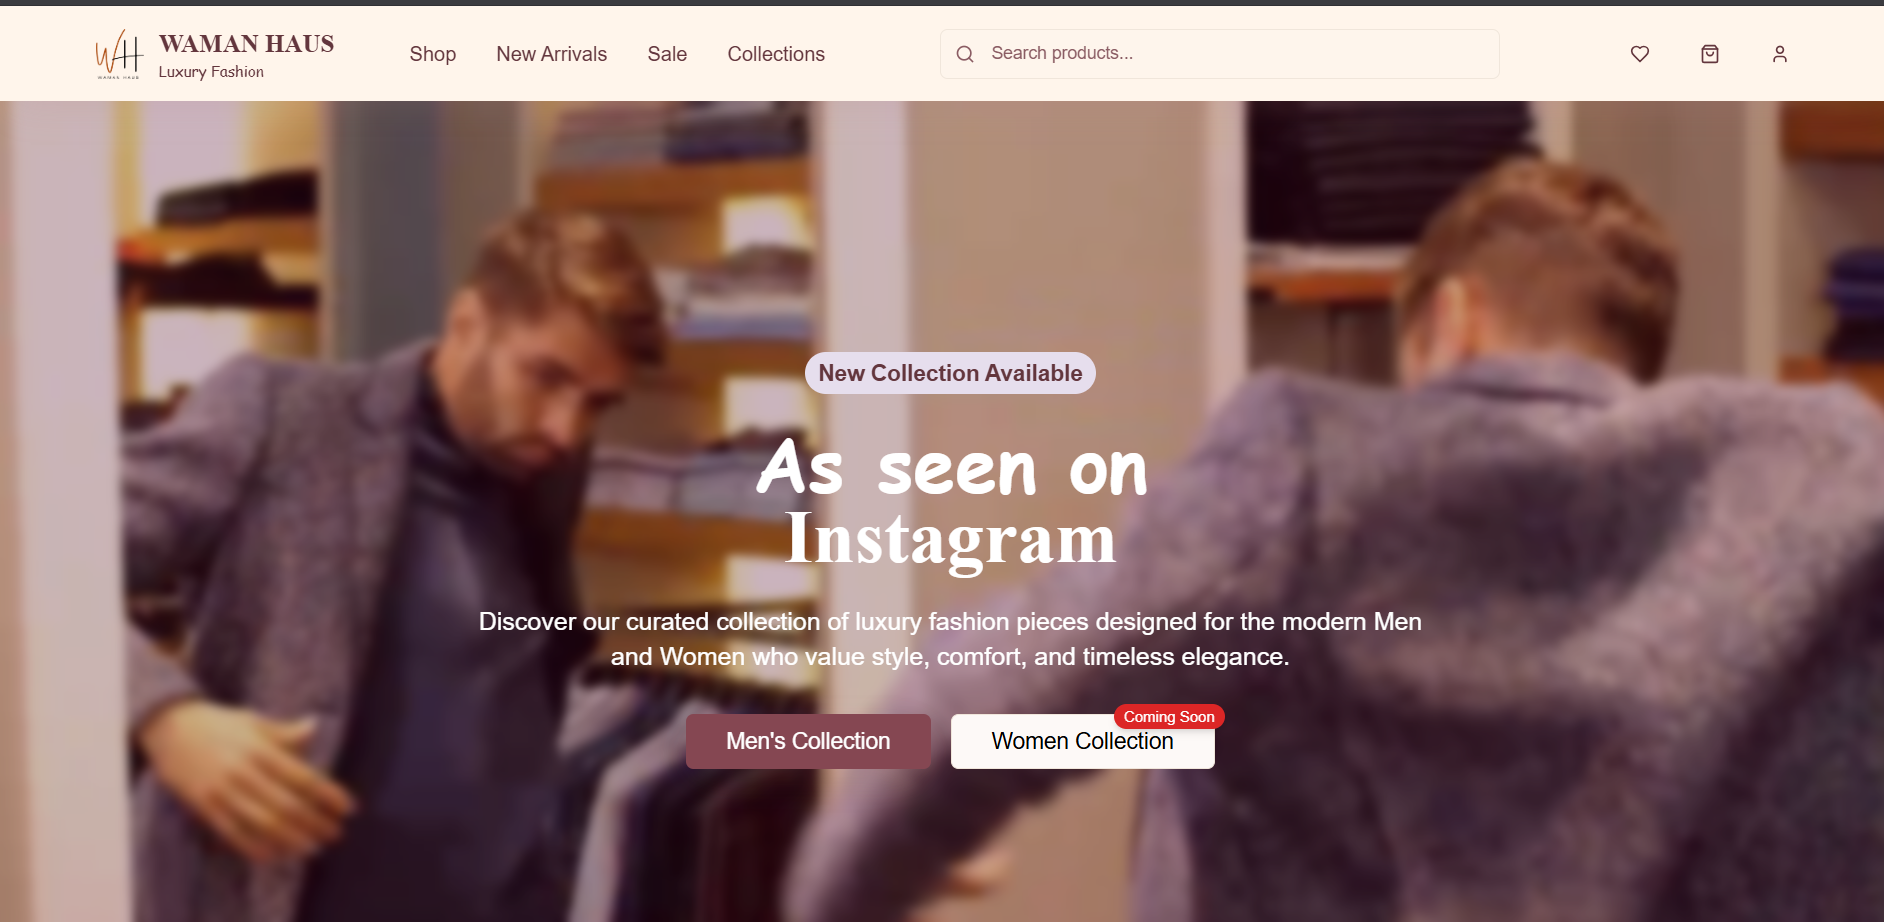 WAMAN HAUS
Luxury Fashion
WAMAN HAUS
Shop
New Arrivals
Sale
Collections
Search products...
New Collection Available
As seen on
Instagram
Discover our curated collection of luxury fashion pieces designed for the modern Men
and Women who value style, comfort, and timeless elegance.
Men's Collection
Coming Soon
Women Collection